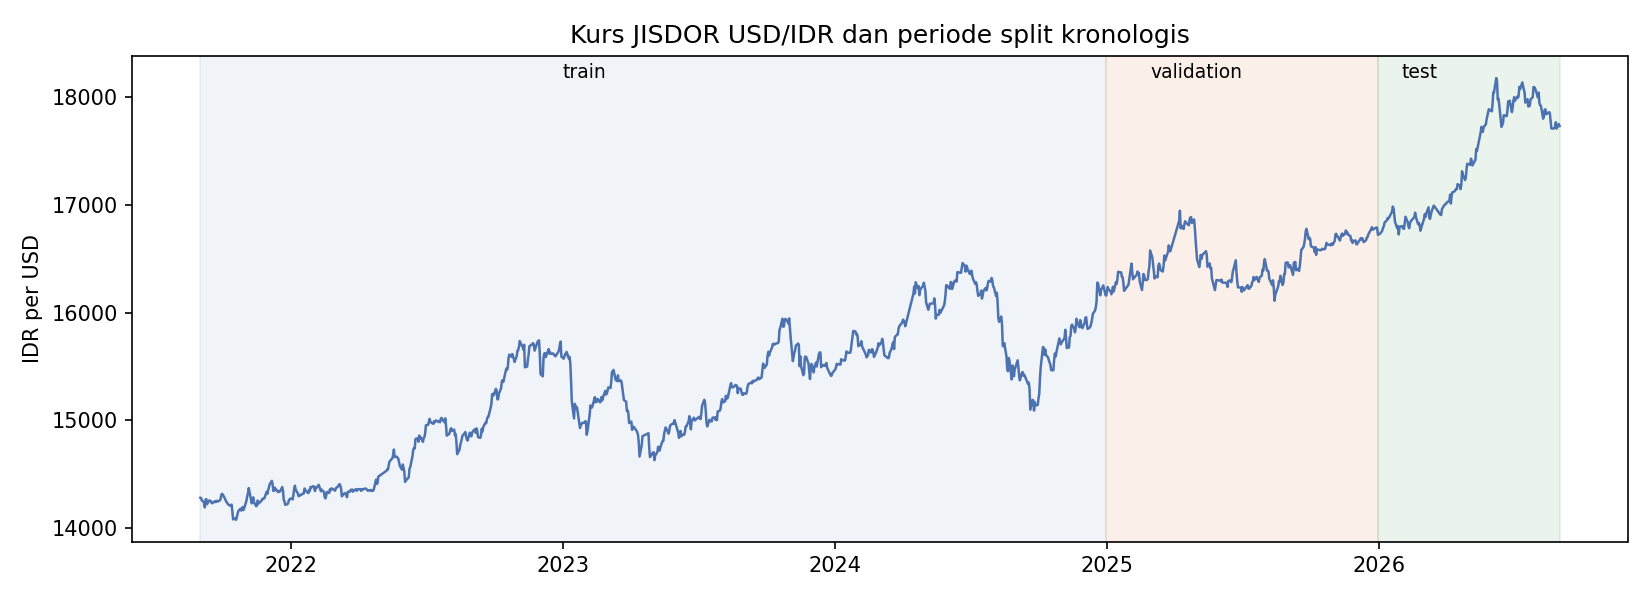 Kurs JISDOR USD/IDR dan periode split kronologis
train
validation
test
IDR per USD
18000
17000
16000
15000
14000
2022
2023
2024
2025
2026